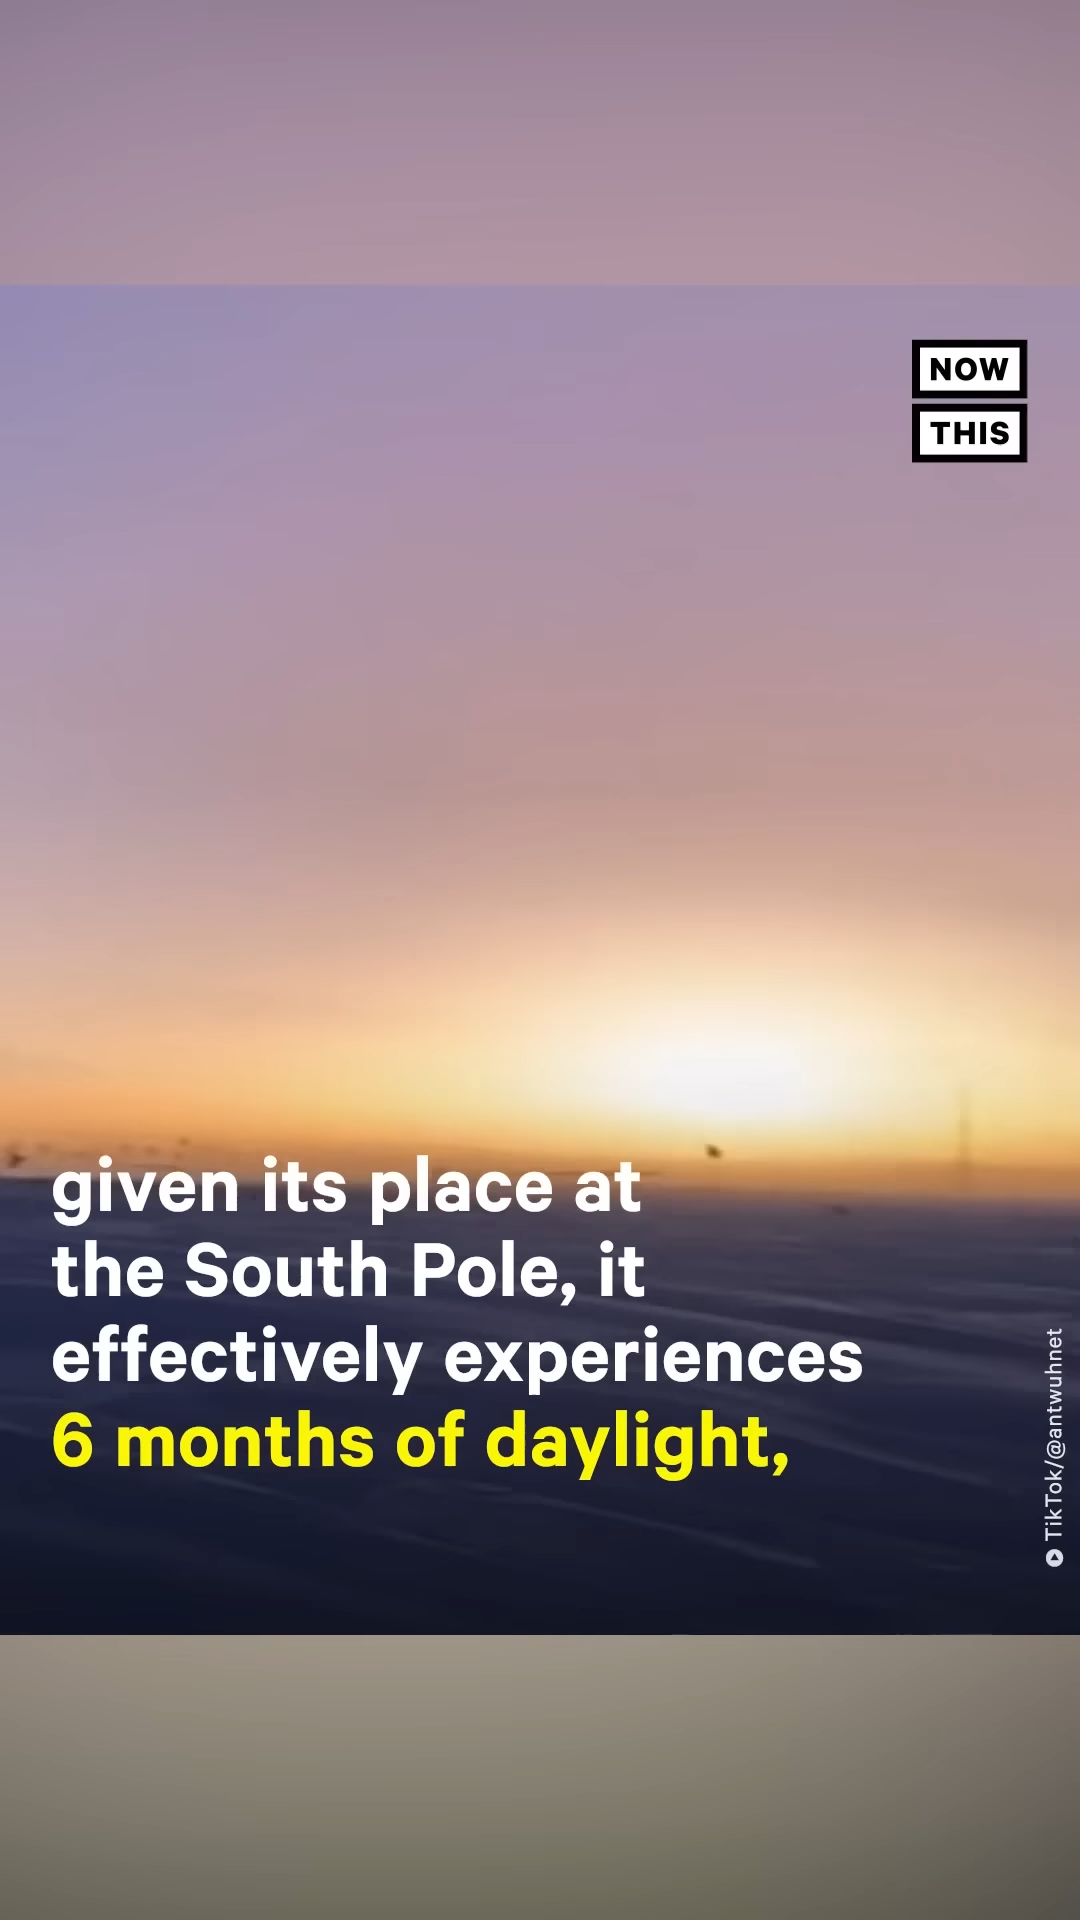 NOW
THIS
given its place at
the South Pole, it
effectively experiences
6 months of daylight,
TikTok/@antwuhnet